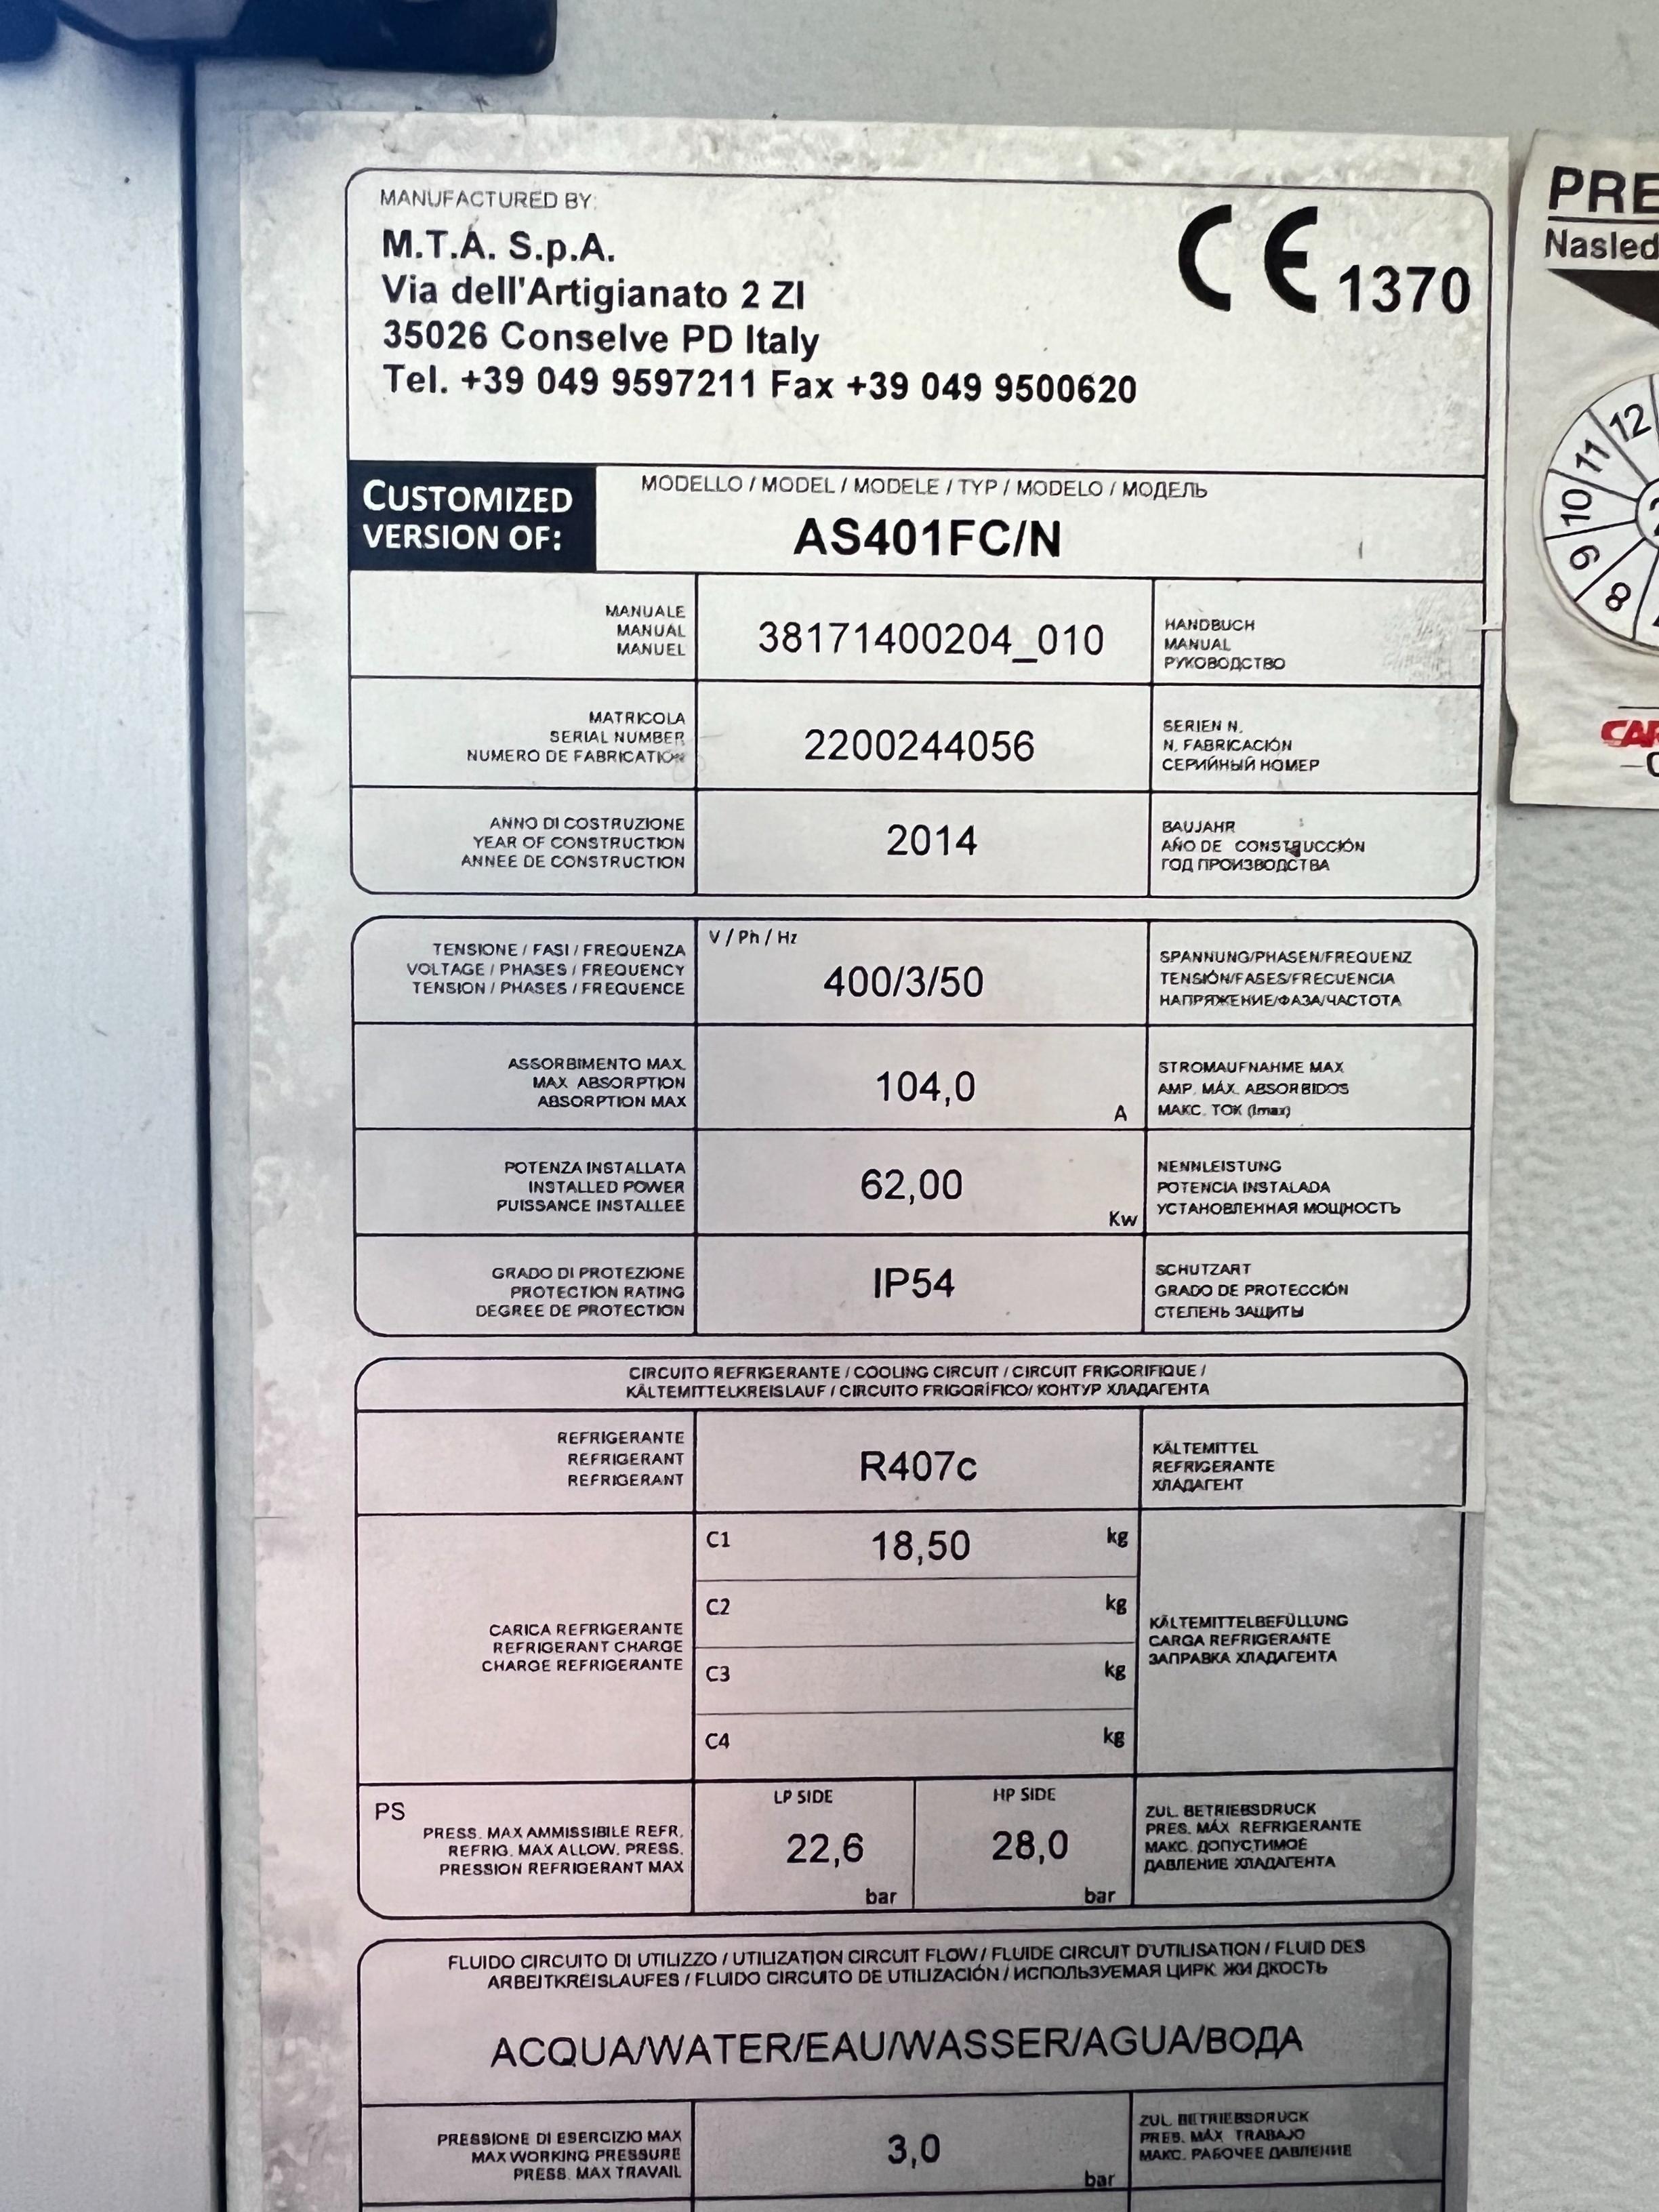 MANUFACTURED BY:
M.T.A. S.p.A.
Via dell'Artigianato 2 ZI
35026 Conselve PD Italy
Tel. +39 049 9597211 Fax +39 049 9500620
CE 1370
CUSTOMIZED
VERSION OF:
MODELLO / MODEL / MODELE / TYP / MODELO / МОДЕЛЬ
AS401FC/N
MANUALE
MANUAL
MANUEL
38171400204_010
HANDBUCH
MANUAL
РУКОВОДСТВО
MATRICOLA
SERIAL NUMBER
NUMERO DE FABRICATION
2200244056
SERIEN N.
N. FABRICACIÓN
СЕРИЙНЫЙ НОМЕР
ANNO DI COSTRUZIONE
YEAR OF CONSTRUCTION
ANNEE DE CONSTRUCTION
2014
BAUJAHR
AÑO DE CONSTRUCCIÓN
ГОД ПРОИЗВОДСТВА
TENSIONE / FASI / FREQUENZA
VOLTAGE / PHASES / FREQUENCY
TENSION / PHASES / FREQUENCE
V / Ph / Hz
400/3/50
SPANNUNG/PHASEN/FREQUENZ
TENSIÓN/FASES/FRECUENCIA
НАПРЯЖЕНИЕ/ФАЗА/ЧАСТОТА
ASSORBIMENTO MAX.
MAX ABSORPTION
ABSORPTION MAX
104,0
A
STROMAUFNAHME MAX
AMP. MÁX. ABSORBIDOS
МАКС. ТОК (Imax)
POTENZA INSTALLATA
INSTALLED POWER
PUISSANCE INSTALLEE
62,00
Kw
NENNLEISTUNG
POTENCIA INSTALADA
УСТАНОВЛЕННАЯ МОЩНОСТЬ
GRADO DI PROTEZIONE
PROTECTION RATING
DEGREE DE PROTECTION
IP54
SCHUTZART
GRADO DE PROTECCIÓN
СТЕПЕНЬ ЗАЩИТЫ
CIRCUITO REFRIGERANTE / COOLING CIRCUIT / CIRCUIT FRIGORIFIQUE /
KÄLTEMITTELKREISLAUF / CIRCUITO FRIGORÍFICO/ КОНТУР ХЛАДАГЕНТА
REFRIGERANTE
REFRIGERANT
REFRIGERANT
R407c
KÄLTEMITTEL
REFRIGERANTE
ХЛАДАГЕНТ
CARICA REFRIGERANTE
REFRIGERANT CHARGE
CHARGE REFRIGERANTE
C1 18,50 kg
C2 kg
C3 kg
C4 kg
KÄLTEMITTELBEFÜLLUNG
CARGA REFRIGERANTE
ЗАПРАВКА ХЛАДАГЕНТА
PS
PRESS. MAX AMMISSIBILE REFR.
REFRIG. MAX ALLOW. PRESS.
PRESSION REFRIGERANT MAX
LP SIDE
22,6
bar
HP SIDE
28,0
bar
ZUL. BETRIEBSDRUCK
PRES. MÁX REFRIGERANTE
МАКС. ДОПУСТИМОЕ
ДАВЛЕНИЕ ХЛАДАГЕНТА
FLUIDO CIRCUITO DI UTILIZZO / UTILIZATION CIRCUIT FLOW / FLUIDE CIRCUIT D'UTILISATION / FLUID DES
ARBEITKREISLAUFES / FLUIDO CIRCUITO DE UTILIZACIÓN / ИСПОЛЬЗУЕМАЯ ЦИРК. ЖИ ДКОСТЬ
ACQUA/WATER/EAU/WASSER/AGUA/ВОДА
PRESSIONE DI ESERCIZIO MAX
MAX WORKING PRESSURE
PRESS. MAX TRAVAIL
3,0
bar
ZUL. BETRIEBSDRUCK
PRES. MÁX TRABAJO
МАКС. РАБОЧЕЕ ДАВЛЕНИЕ
PRE
Nasled
12
11
10
9
8
CAR